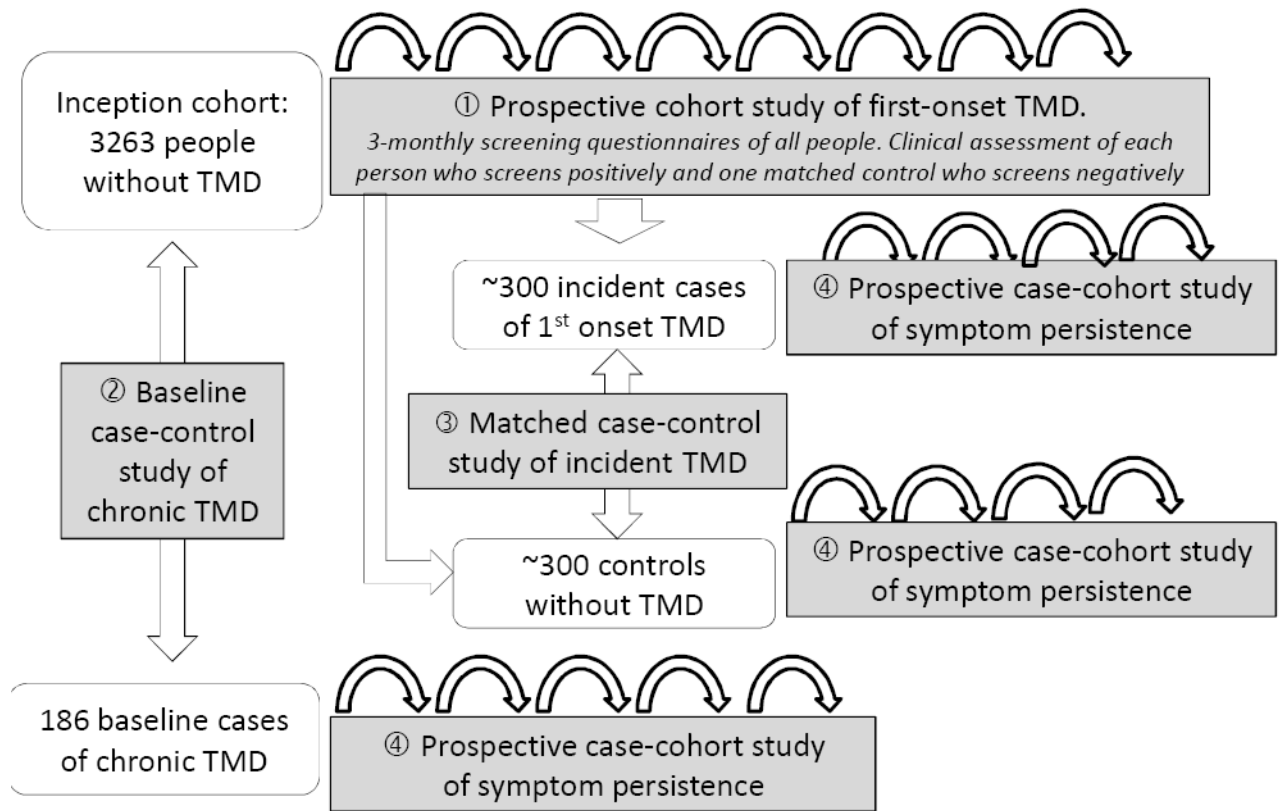 Inception cohort:
3263 people
without TMD
① Prospective cohort study of first-onset TMD.
3-monthly screening questionnaires of all people. Clinical assessment of each
person who screens positively and one matched control who screens negatively
~300 incident cases
of 1st onset TMD
④ Prospective case-cohort study
of symptom persistence
② Baseline
case-control
study of
chronic TMD
③ Matched case-control
study of incident TMD
~300 controls
without TMD
④ Prospective case-cohort study
of symptom persistence
186 baseline cases
of chronic TMD
④ Prospective case-cohort study
of symptom persistence